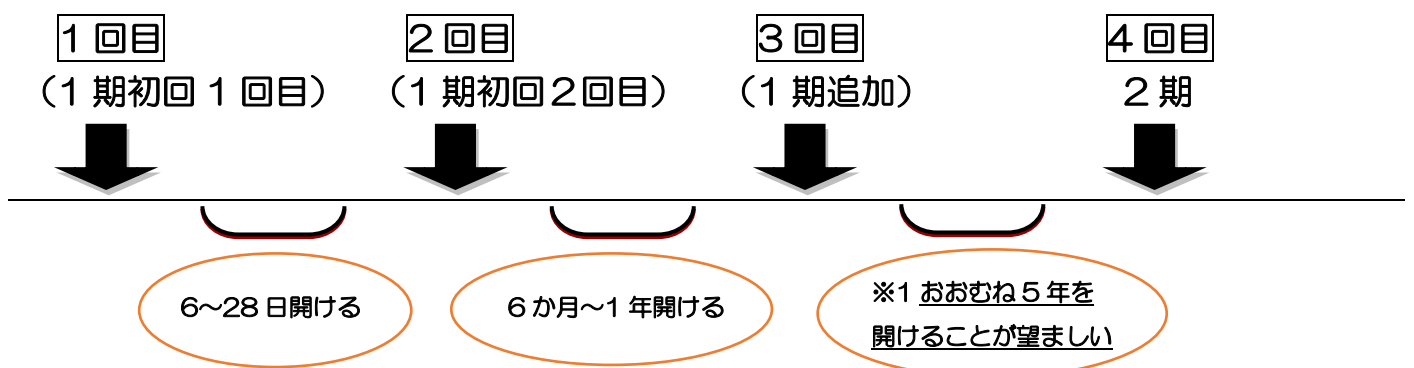 1回目
2回目
3回目
4回目
（1期初回1回目）
（1期初回2回目）
（1期追加）
2期
6～28日開ける
6か月～1年開ける
※1 おおむね5年を
開けることが望ましい